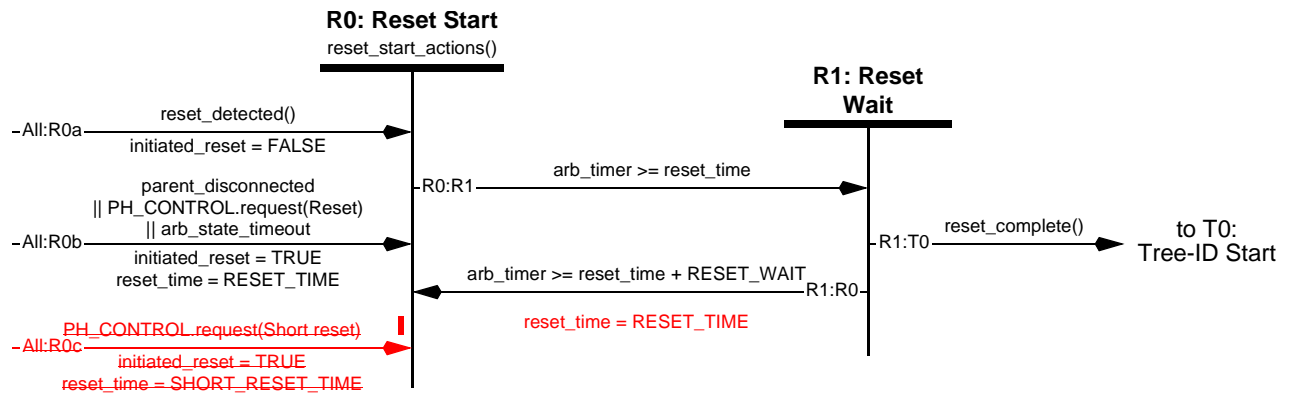 R0: Reset Start
reset_start_actions()
R1: Reset
Wait
All:R0a
reset_detected()
initiated_reset = FALSE
R0:R1
arb_timer >= reset_time
parent_disconnected
|| PH_CONTROL.request(Reset)
|| arb_state_timeout
All:R0b
initiated_reset = TRUE
reset_time = RESET_TIME
R1:T0
reset_complete()
to T0:
Tree-ID Start
arb_timer >= reset_time + RESET_WAIT
R1:R0
reset_time = RESET_TIME
PH_CONTROL.request(Short reset)
All:R0c
initiated_reset = TRUE
reset_time = SHORT_RESET_TIME